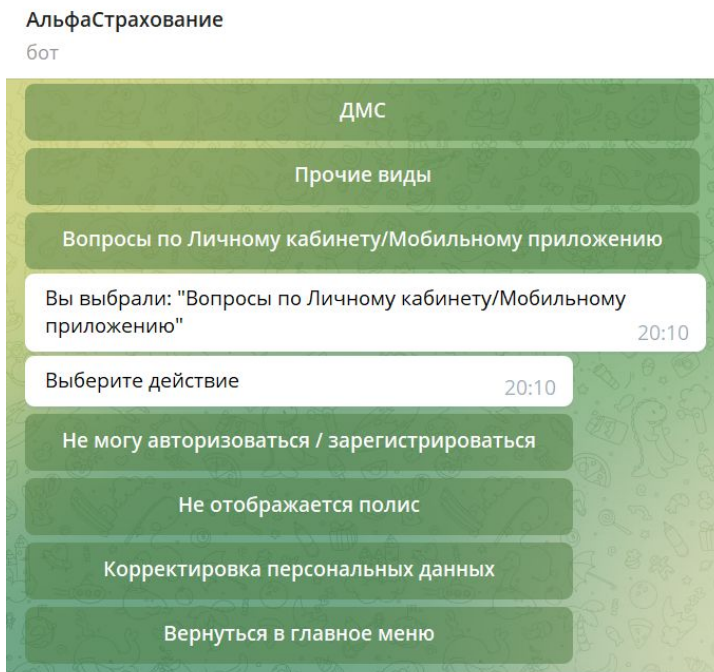 АльфаСтрахование
бот
ДМС
Прочие виды
Вопросы по Личному кабинету/Мобильному приложению
Вы выбрали: "Вопросы по Личному кабинету/Мобильному
приложению"
20:10
Выберите действие
20:10
Не могу авторизоваться / зарегистрироваться
Не отображается полис
Корректировка персональных данных
Вернуться в главное меню